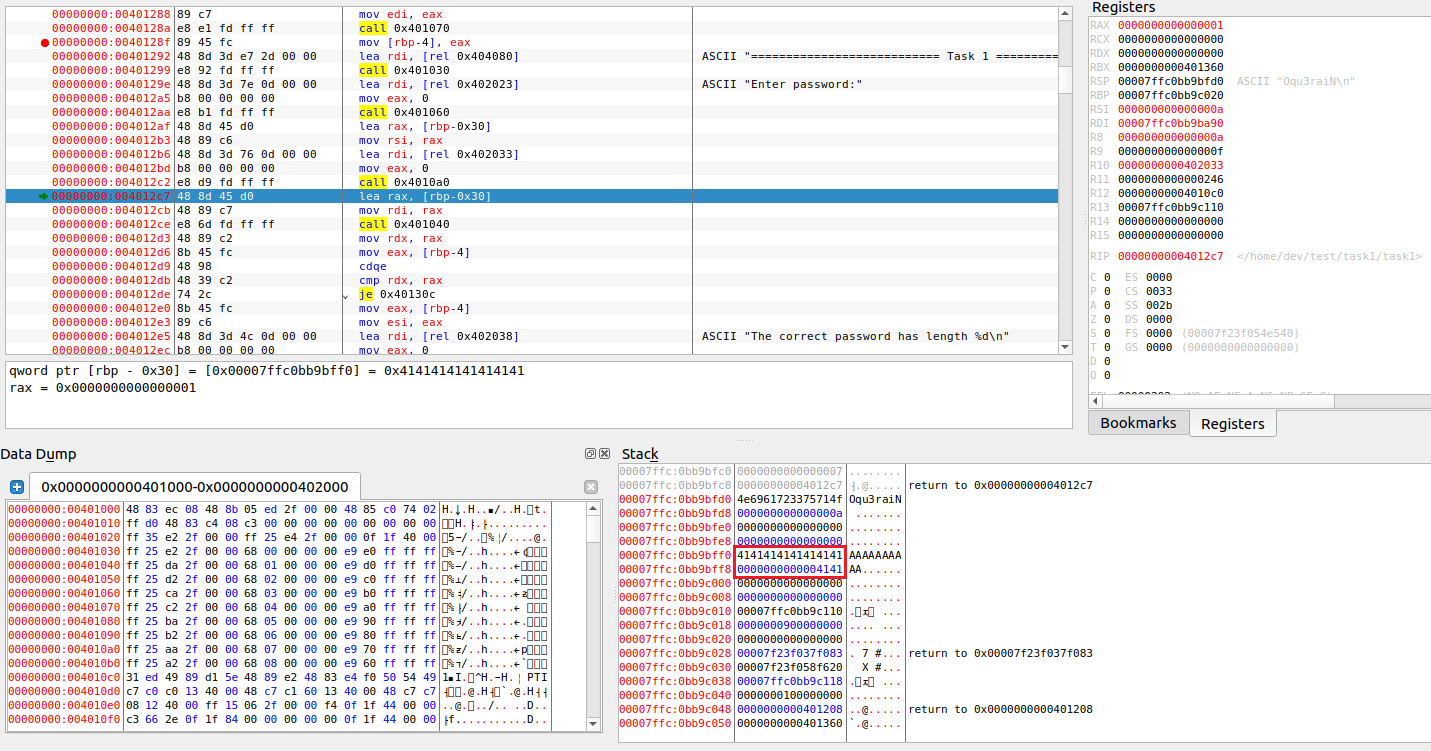 00000000:00401288 89 c7 mov edi, eax
00000000:0040128a e8 e1 fd ff ff call 0x401070
00000000:0040128f 89 45 fc mov [rbp-4], eax
00000000:00401292 48 8d 3d e7 2d 00 00 lea rdi, [rel 0x404080] ASCII "=========================== Task 1 =========
00000000:00401299 e8 92 fd ff ff call 0x401030
00000000:0040129e 48 8d 3d 7e 0d 00 00 lea rdi, [rel 0x402023] ASCII "Enter password:"
00000000:004012a5 b8 00 00 00 00 mov eax, 0
00000000:004012aa e8 b1 fd ff ff call 0x401060
00000000:004012af 48 8d 45 d0 lea rax, [rbp-0x30]
00000000:004012b3 48 89 c6 mov rsi, rax
00000000:004012b6 48 8d 3d 76 0d 00 00 lea rdi, [rel 0x402033]
00000000:004012bd b8 00 00 00 00 mov eax, 0
00000000:004012c2 e8 d9 fd ff ff call 0x4010a0
00000000:004012c7 48 8d 45 d0 lea rax, [rbp-0x30]
00000000:004012cb 48 89 c7 mov rdi, rax
00000000:004012ce e8 6d fd ff ff call 0x401040
00000000:004012d3 48 89 c2 mov rdx, rax
00000000:004012d6 8b 45 fc mov eax, [rbp-4]
00000000:004012d9 48 98 cdqe
00000000:004012db 48 39 c2 cmp rdx, rax
00000000:004012de 74 2c je 0x40130c
00000000:004012e0 8b 45 fc mov eax, [rbp-4]
00000000:004012e3 89 c6 mov esi, eax
00000000:004012e5 48 8d 3d 4c 0d 00 00 lea rdi, [rel 0x402038] ASCII "The correct password has length %d\n"
00000000:004012ec b8 00 00 00 00 mov eax, 0
qword ptr [rbp - 0x30] = [0x00007ffc0bb9bff0] = 0x4141414141414141
rax = 0x0000000000000001
Registers
RAX 0000000000000001
RCX 0000000000000000
RDX 0000000000000000
RBX 0000000000401360
RSP 00007ffc0bb9bfd0 ASCII "Oqu3raiN\n"
RBP 00007ffc0bb9c020
RSI 000000000000000a
RDI 00007ffc0bb9ba90
R8 000000000000000a
R9 000000000000000f
R10 0000000000402033
R11 0000000000000246
R12 00000000004010c0
R13 00007ffc0bb9c110
R14 0000000000000000
R15 0000000000000000
RIP 00000000004012c7 </home/dev/test/task1/task1>
C 0 ES 0000
P 0 CS 0033
A 0 SS 002b
Z 0 DS 0000
S 0 FS 0000 (00007f23f054e540)
T 0 GS 0000 (0000000000000000)
D 0
O 0
Bookmarks Registers
Data Dump
0x0000000000401000-0x0000000000402000
00000000:00401000 48 83 ec 08 48 8b 05 ed 2f 00 00 48 85 c0 74 02
00000000:00401010 ff d0 48 83 c4 08 c3 00 00 00 00 00 00 00 00 00
00000000:00401020 ff 35 e2 2f 00 00 ff 25 e4 2f 00 00 0f 1f 40 00
00000000:00401030 ff 25 e2 2f 00 00 68 00 00 00 00 e9 e0 ff ff ff
00000000:00401040 ff 25 da 2f 00 00 68 01 00 00 00 e9 d0 ff ff ff
00000000:00401050 ff 25 d2 2f 00 00 68 02 00 00 00 e9 c0 ff ff ff
00000000:00401060 ff 25 ca 2f 00 00 68 03 00 00 00 e9 b0 ff ff ff
00000000:00401070 ff 25 c2 2f 00 00 68 04 00 00 00 e9 a0 ff ff ff
00000000:00401080 ff 25 ba 2f 00 00 68 05 00 00 00 e9 90 ff ff ff
00000000:00401090 ff 25 b2 2f 00 00 68 06 00 00 00 e9 80 ff ff ff
00000000:004010a0 ff 25 aa 2f 00 00 68 07 00 00 00 e9 70 ff ff ff
00000000:004010b0 ff 25 a2 2f 00 00 68 08 00 00 00 e9 60 ff ff ff
00000000:004010c0 31 ed 49 89 d1 5e 48 89 e2 48 83 e4 f0 50 54 49
00000000:004010d0 c7 c0 c0 13 40 00 48 c7 c1 60 13 40 00 48 c7 c7
00000000:004010e0 08 12 40 00 ff 15 06 2f 00 00 f4 0f 1f 44 00 00
00000000:004010f0 c3 66 2e 0f 1f 84 00 00 00 00 00 0f 1f 44 00 00
Stack
00007ffc:0bb9bfc0 0000000000000007 ........
00007ffc:0bb9bfc8 00000000004012c7 return to 0x00000000004012c7
00007ffc:0bb9bfd0 4e6961723375714f Oqu3raiN
00007ffc:0bb9bfd8 000000000000000a ........
00007ffc:0bb9bfe0 0000000000000000 ........
00007ffc:0bb9bfe8 0000000000000000 ........
00007ffc:0bb9bff0 4141414141414141 AAAAAAAA
00007ffc:0bb9bff8 0000000000004141 AA......
00007ffc:0bb9c000 0000000000000000 ........
00007ffc:0bb9c008 0000000000000000 ........
00007ffc:0bb9c010 00007ffc0bb9c110
00007ffc:0bb9c018 0000000900000000 .... ...
00007ffc:0bb9c020 0000000000000000 ........
00007ffc:0bb9c028 00007f23f037f083 . 7 #... return to 0x00007f23f037f083
00007ffc:0bb9c030 00007f23f058f620 X #...
00007ffc:0bb9c038 00007ffc0bb9c118
00007ffc:0bb9c040 0000000100000000 ........
00007ffc:0bb9c048 0000000000401208 ..@..... return to 0x0000000000401208
00007ffc:0bb9c050 0000000000401360 `.@.....